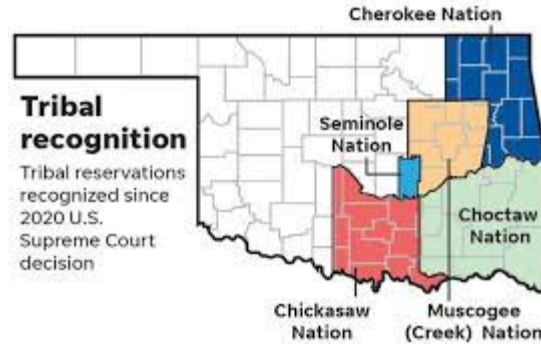 Cherokee Nation
Tribal
recognition
Tribal reservations
recognized since
2020 U.S.
Supreme Court
decision
Seminole
Nation
Choctaw
Nation
Chickasaw
Nation
Muscogee
(Creek) Nation